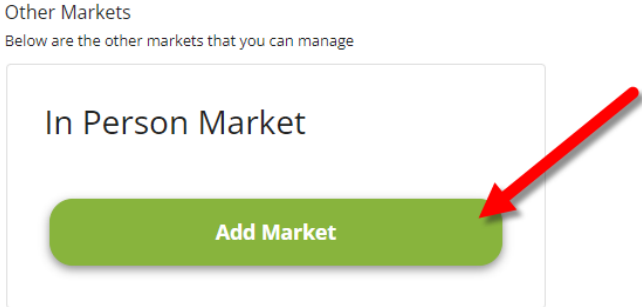 Other Markets
Below are the other markets that you can manage
In Person Market
Add Market